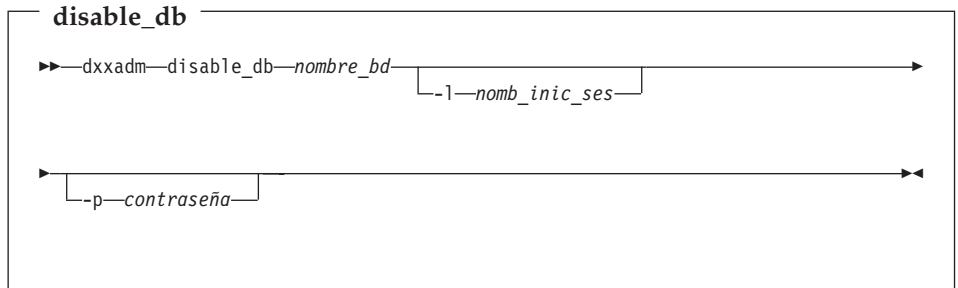 disable_db
dxxadm disable_db nombre_bd
-l nomb_inic_ses
-p contraseña